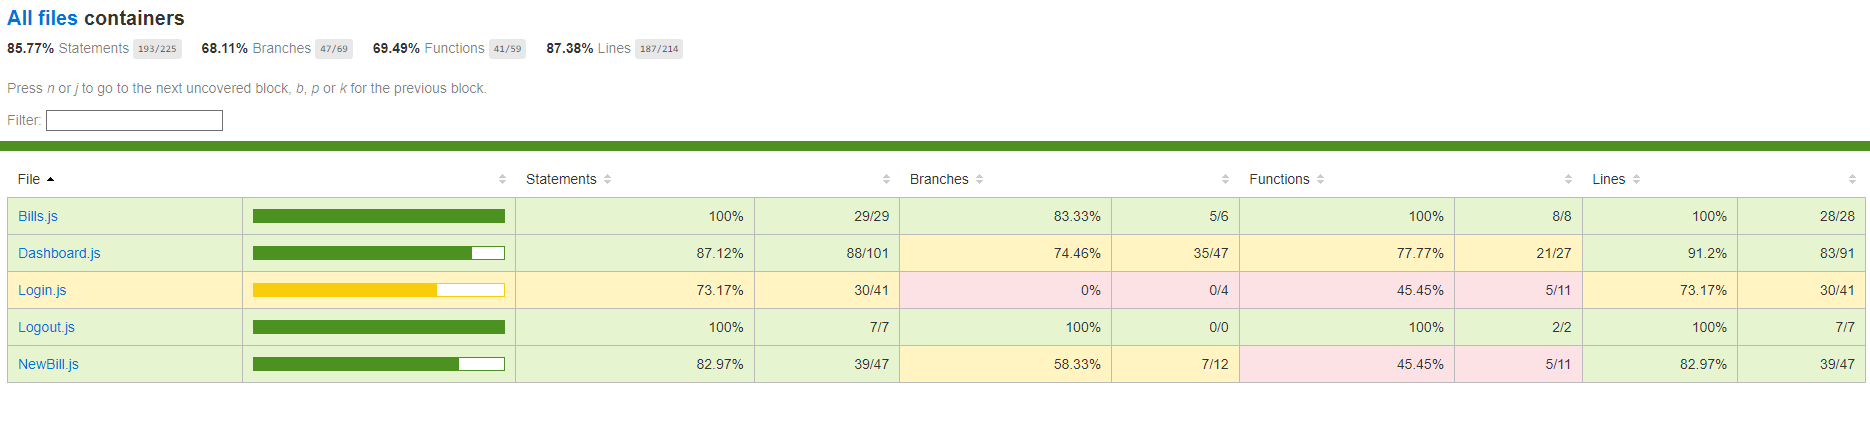 All files containers
85.77% Statements 193/225 68.11% Branches 47/69 69.49% Functions 41/59 87.38% Lines 187/214
Press n or j to go to the next uncovered block, b, p or k for the previous block.
Filter:
File Statements Branches Functions Lines
Bills.js 100% 29/29 83.33% 5/6 100% 8/8 100% 28/28
Dashboard.js 87.12% 88/101 74.46% 35/47 77.77% 21/27 91.2% 83/91
Login.js 73.17% 30/41 0% 0/4 45.45% 5/11 73.17% 30/41
Logout.js 100% 7/7 100% 0/0 100% 2/2 100% 7/7
NewBill.js 82.97% 39/47 58.33% 7/12 45.45% 5/11 82.97% 39/47